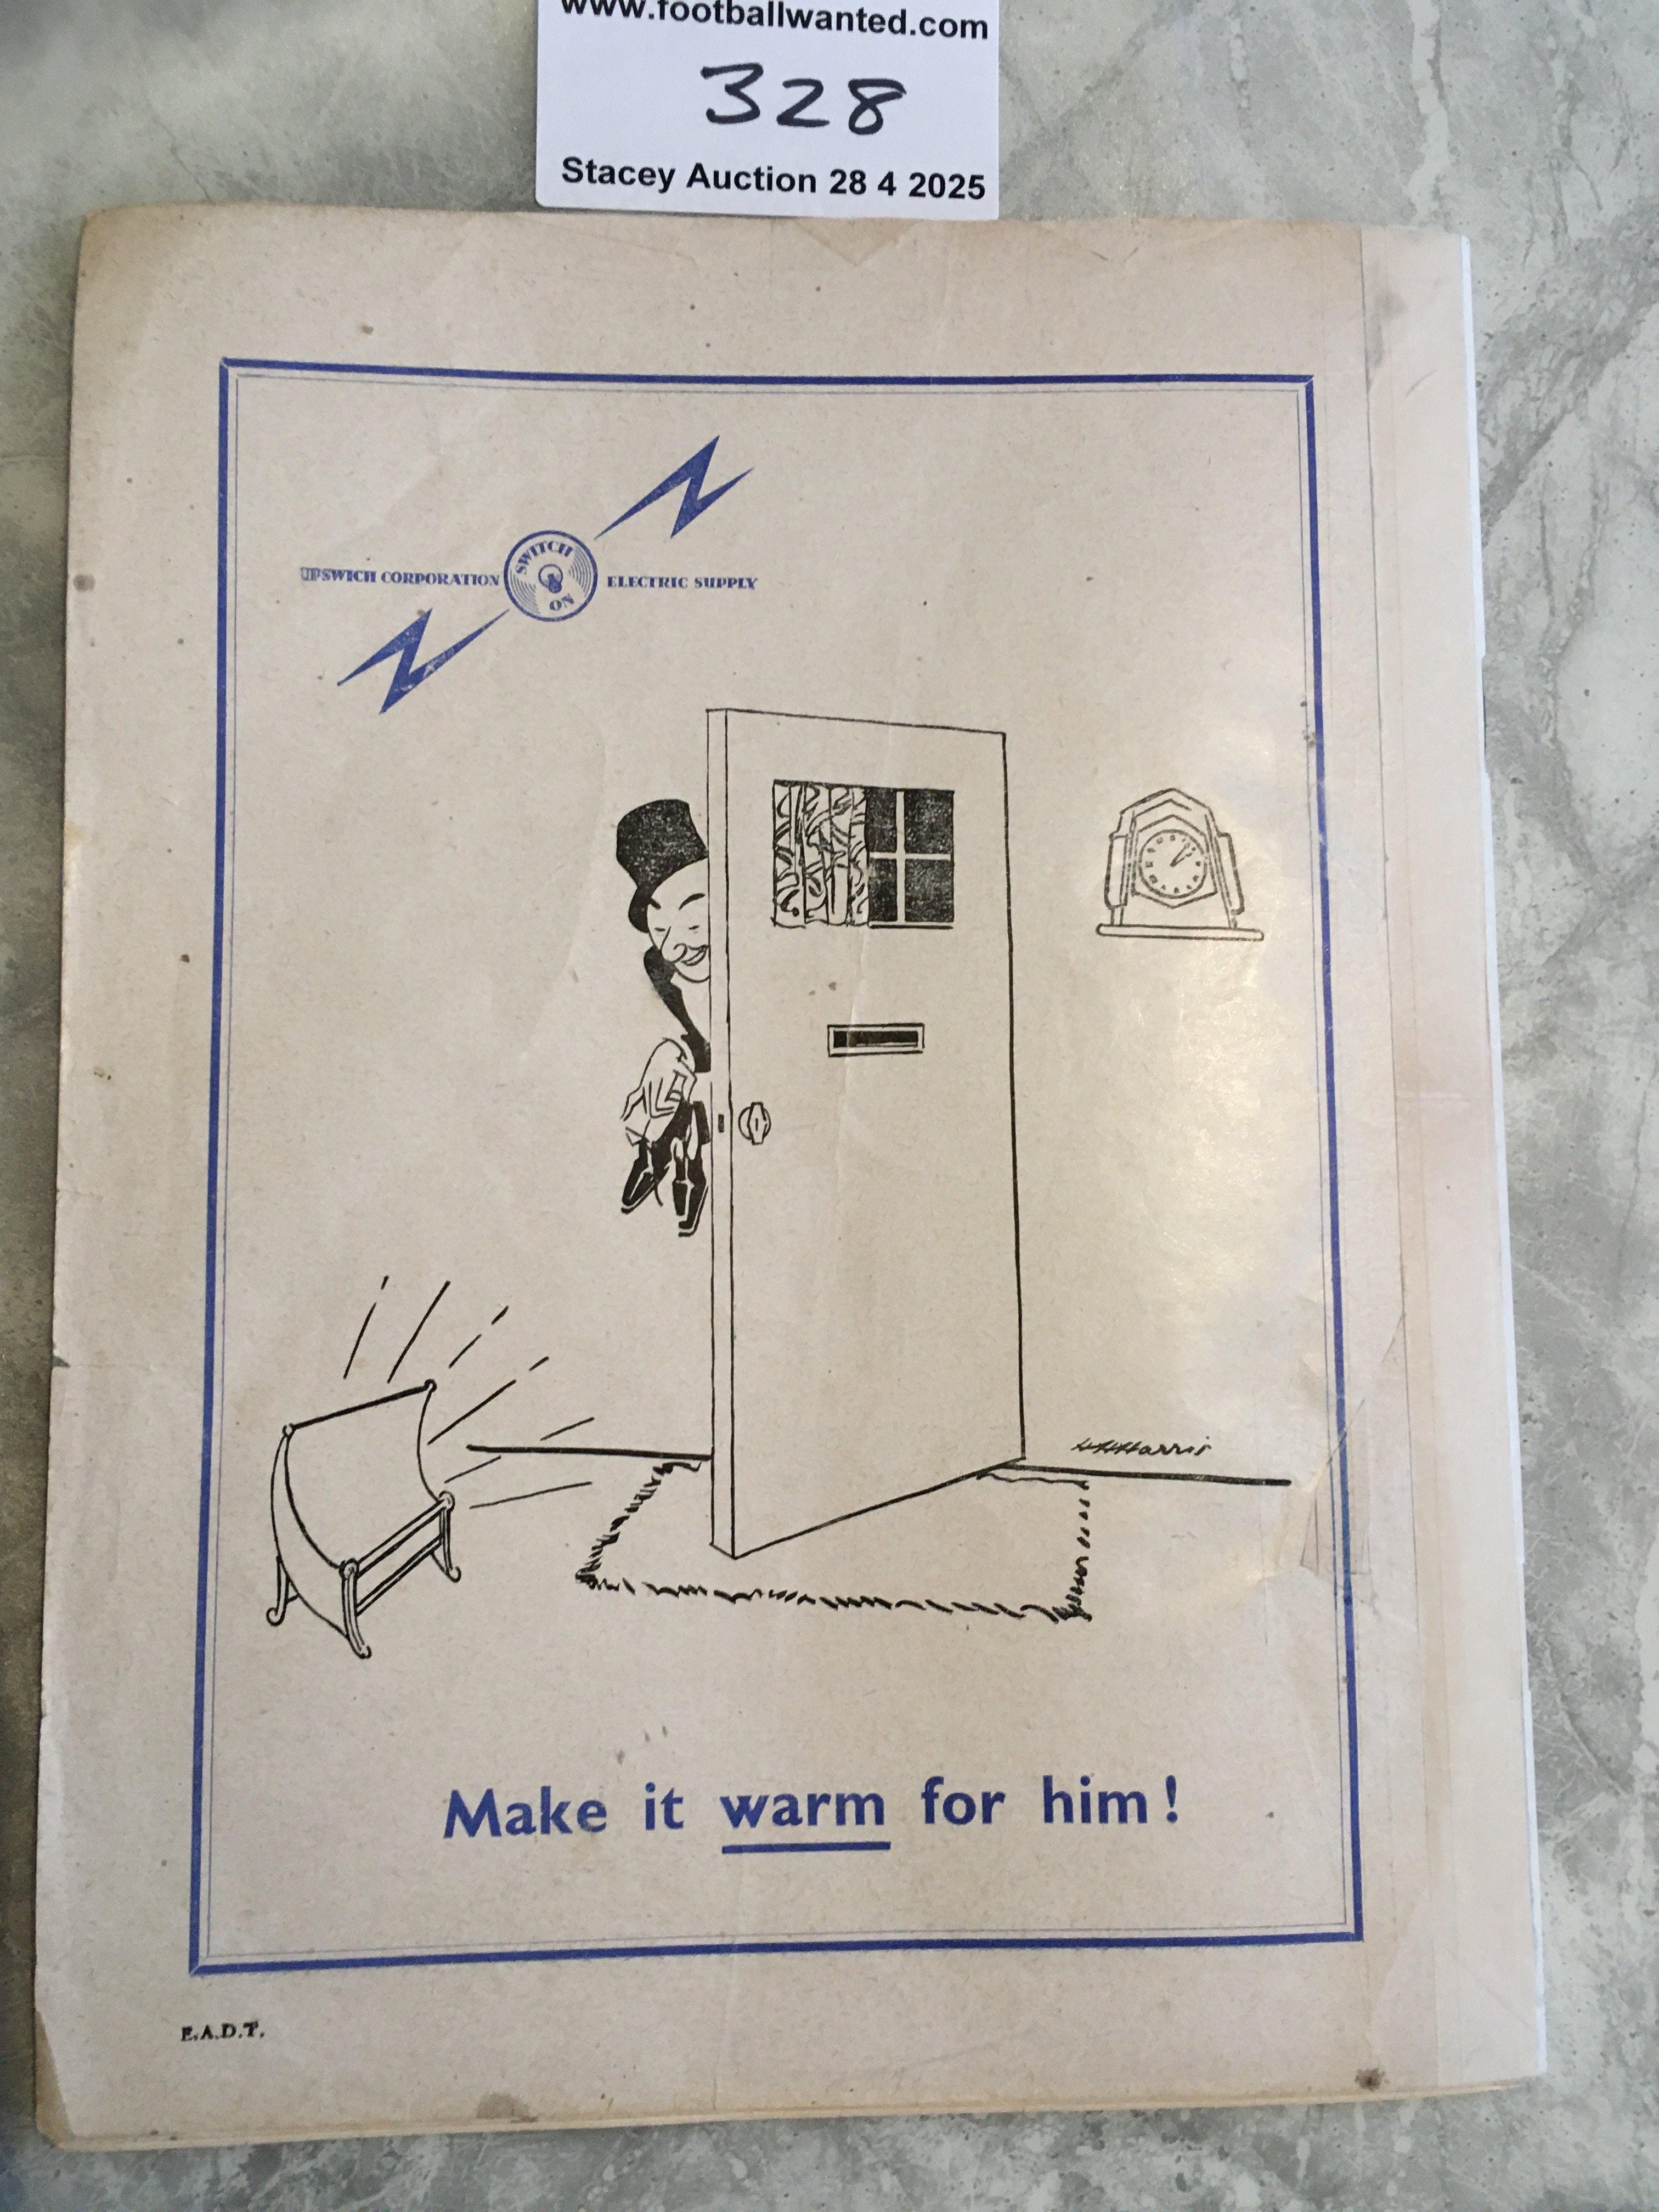 www.footballwanted.com
328
Stacey Auction 28 4 2025
IPSWICH CORPORATION SWITCH ON ELECTRIC SUPPLY
Harris
Make it warm for him!
E.A.D.T.